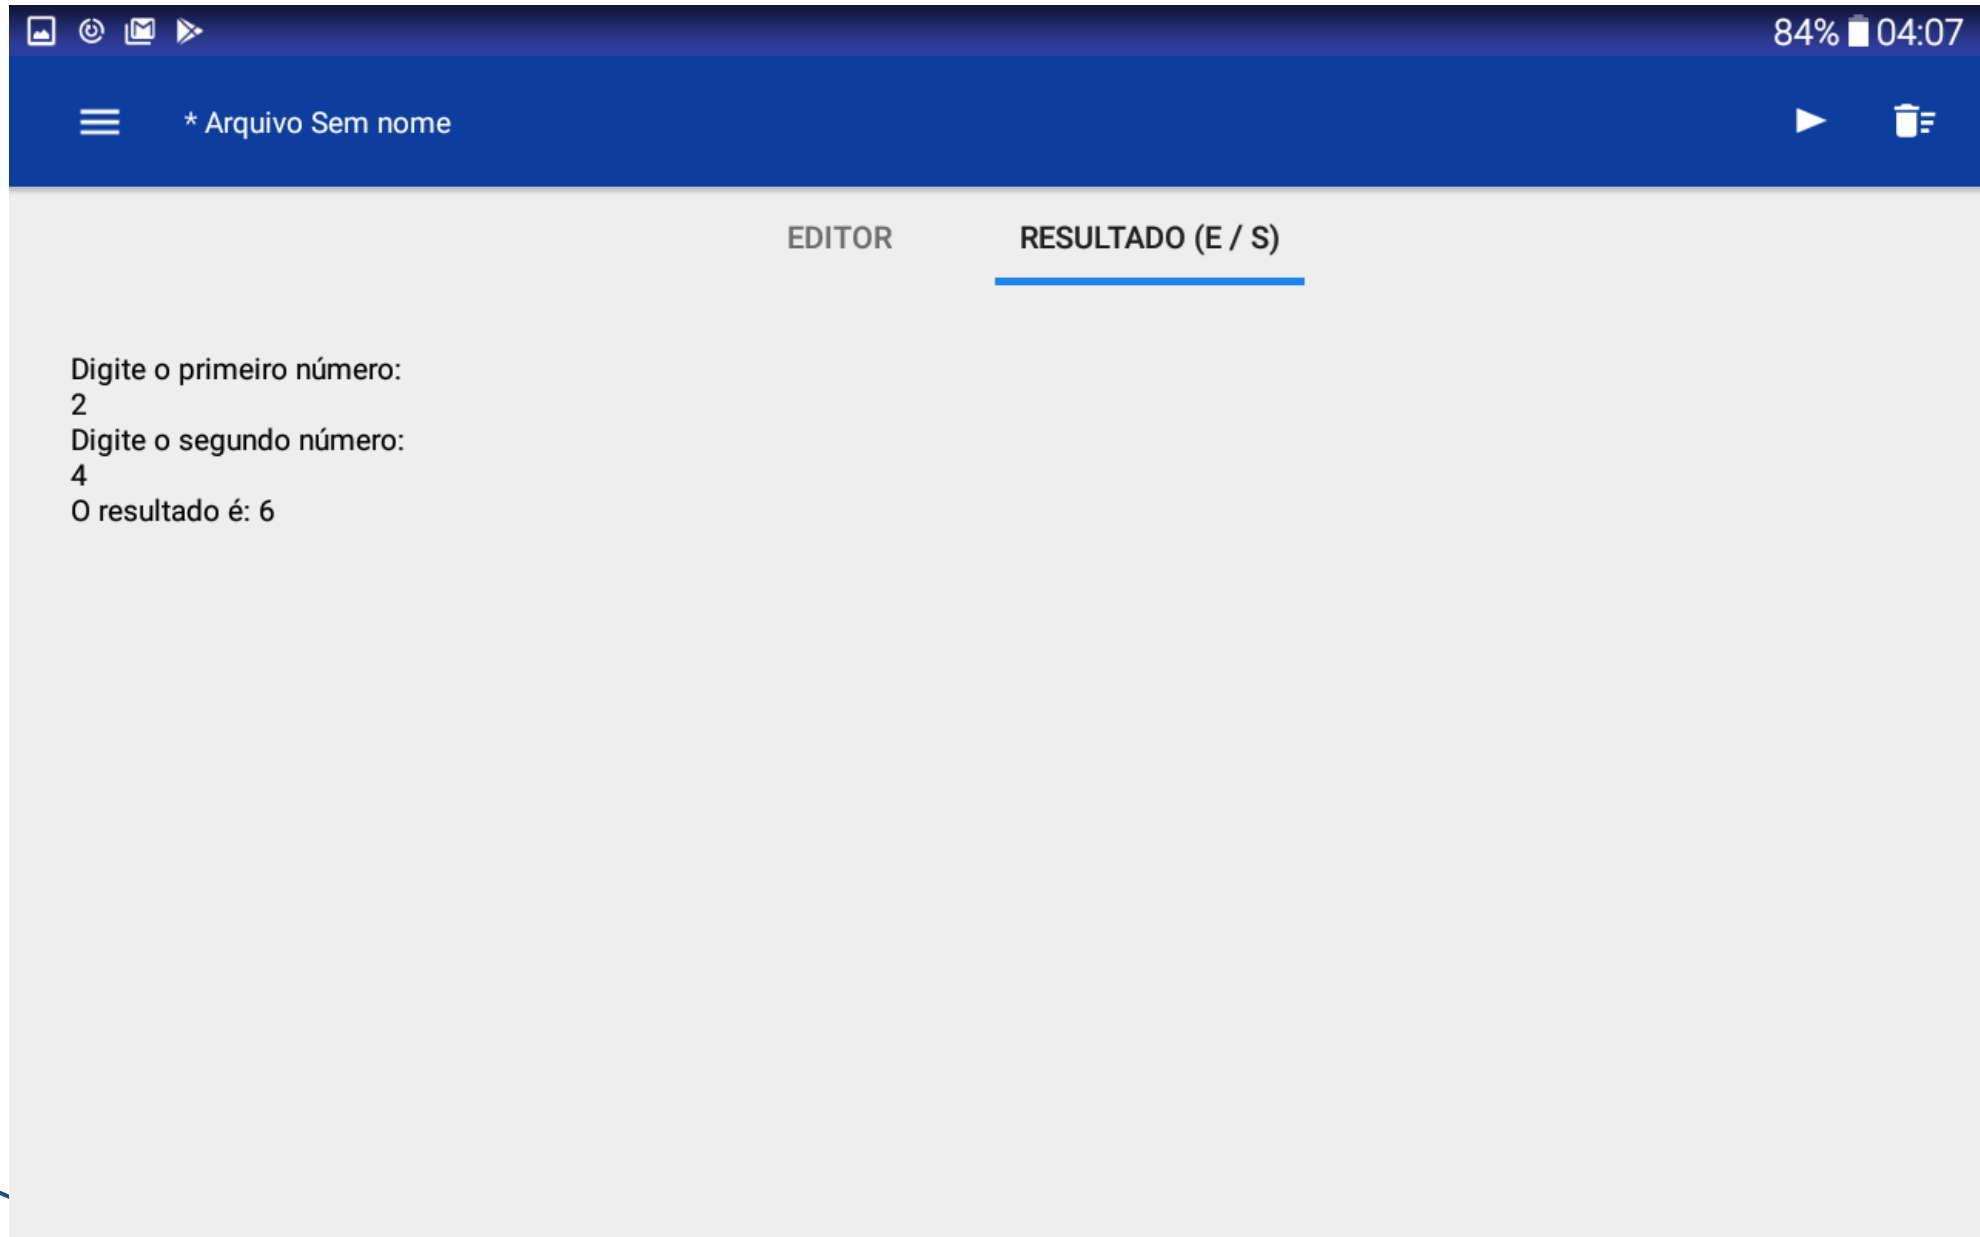 84% 04:07
* Arquivo Sem nome
EDITOR RESULTADO (E / S)
Digite o primeiro número:
2
Digite o segundo número:
4
O resultado é: 6